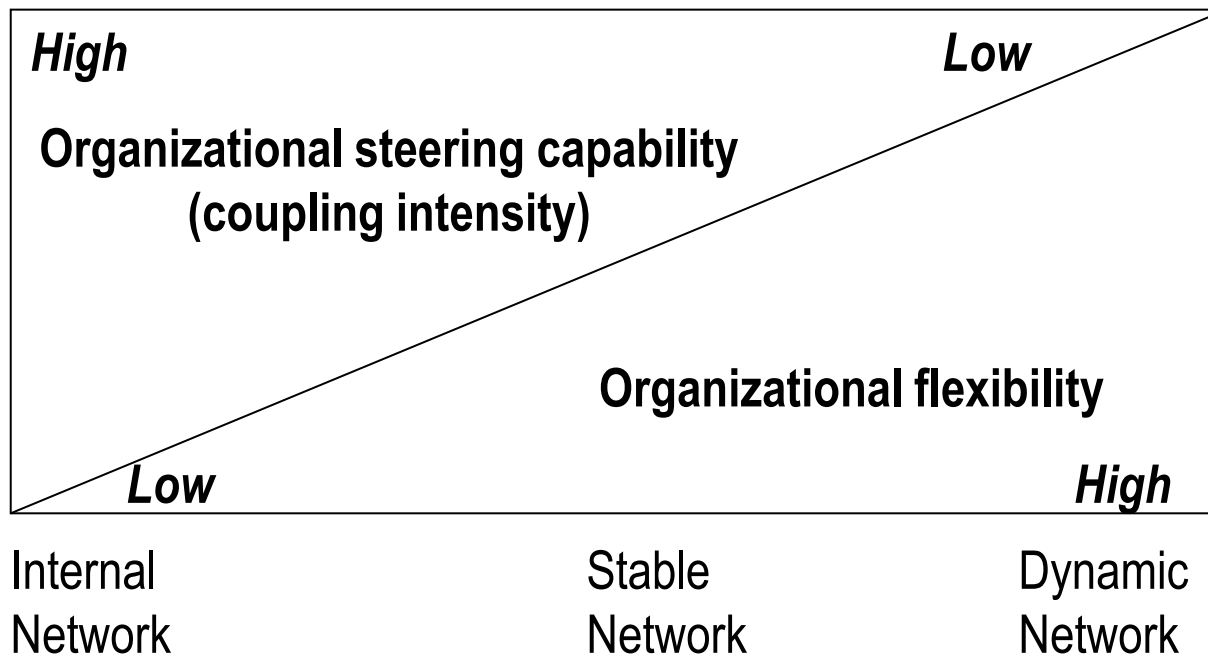 High Low
Organizational steering capability
(coupling intensity)
Organizational flexibility
Low High
Internal Stable Dynamic
Network Network Network